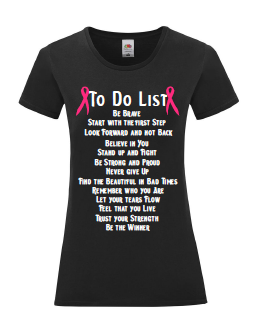 To Do List
Be Brave
Start with the first Step
Look Forward and not Back
Believe in You
Stand up and Fight
Be Strong and Proud
Never give Up
Find the Beautiful in Bad Times
Remember who you Are
Let your tears Flow
Feel that you Live
Trust your Strength
Be the Winner